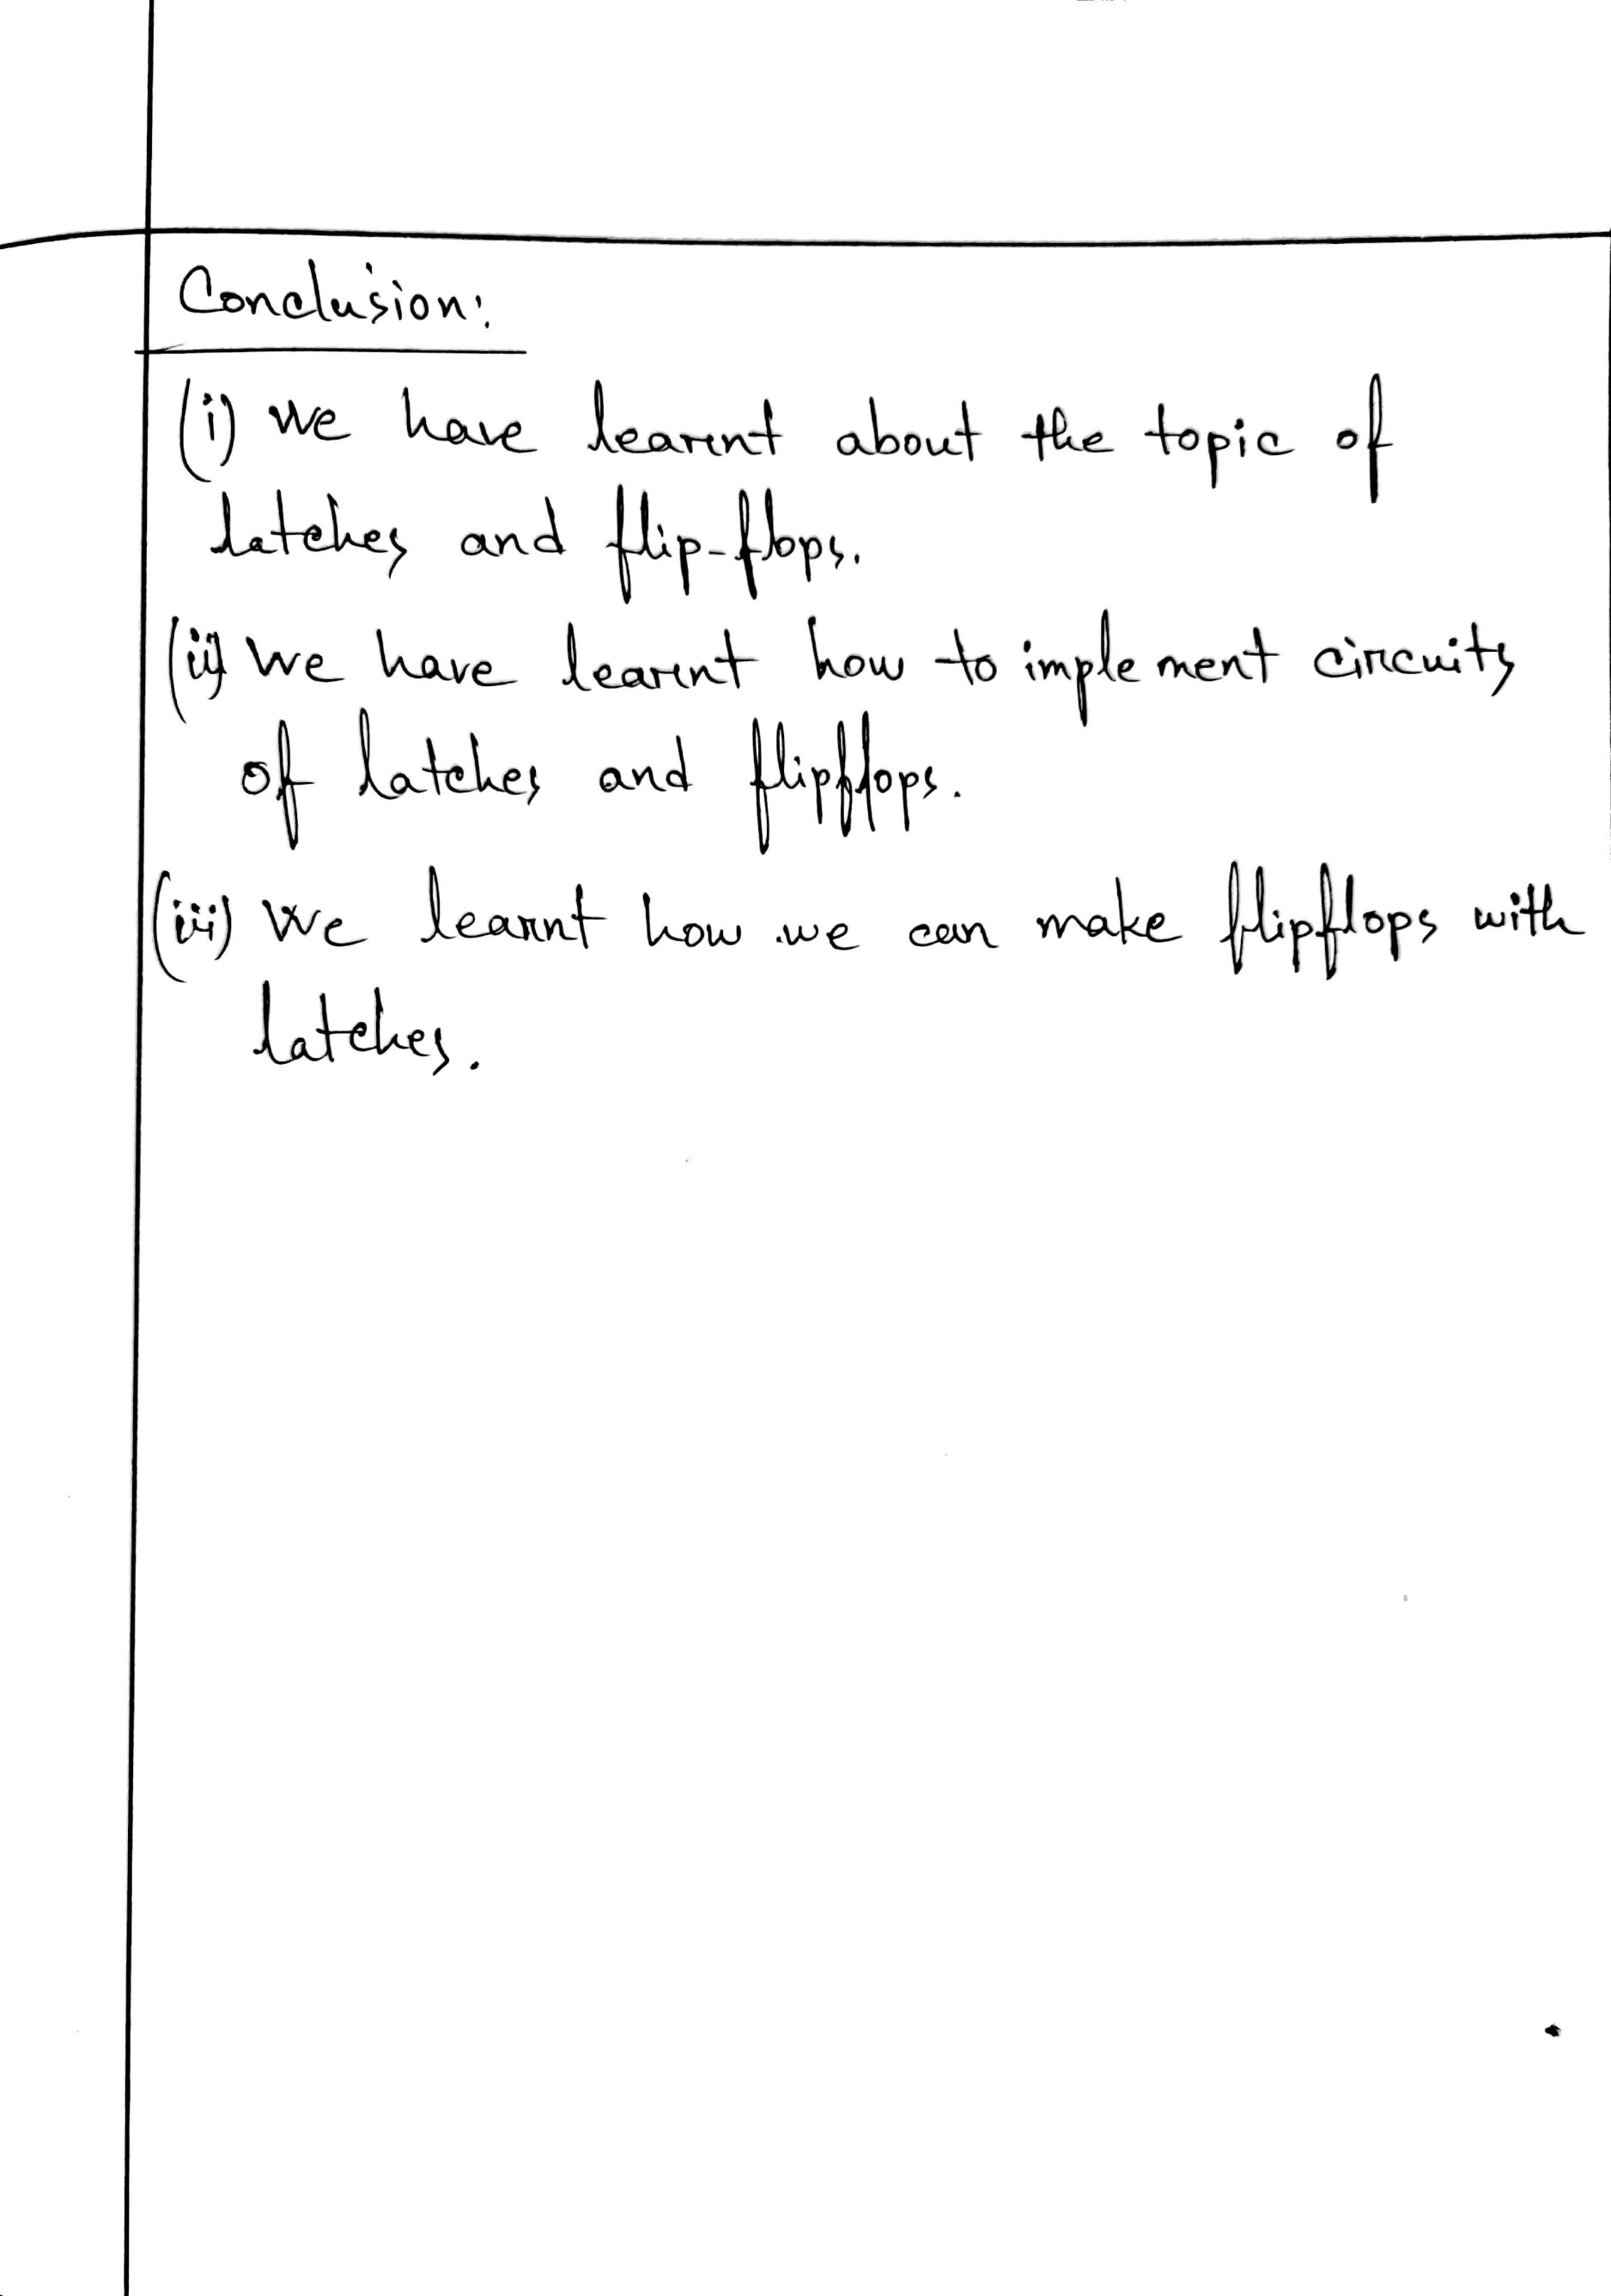 Conclusion:
(i) We have learnt about the topic of
latches and flip-flops.
(ii) We have learnt how to implement circuits
of latches and flipflops.
(iii) We learnt how we can make flipflops with
latches.